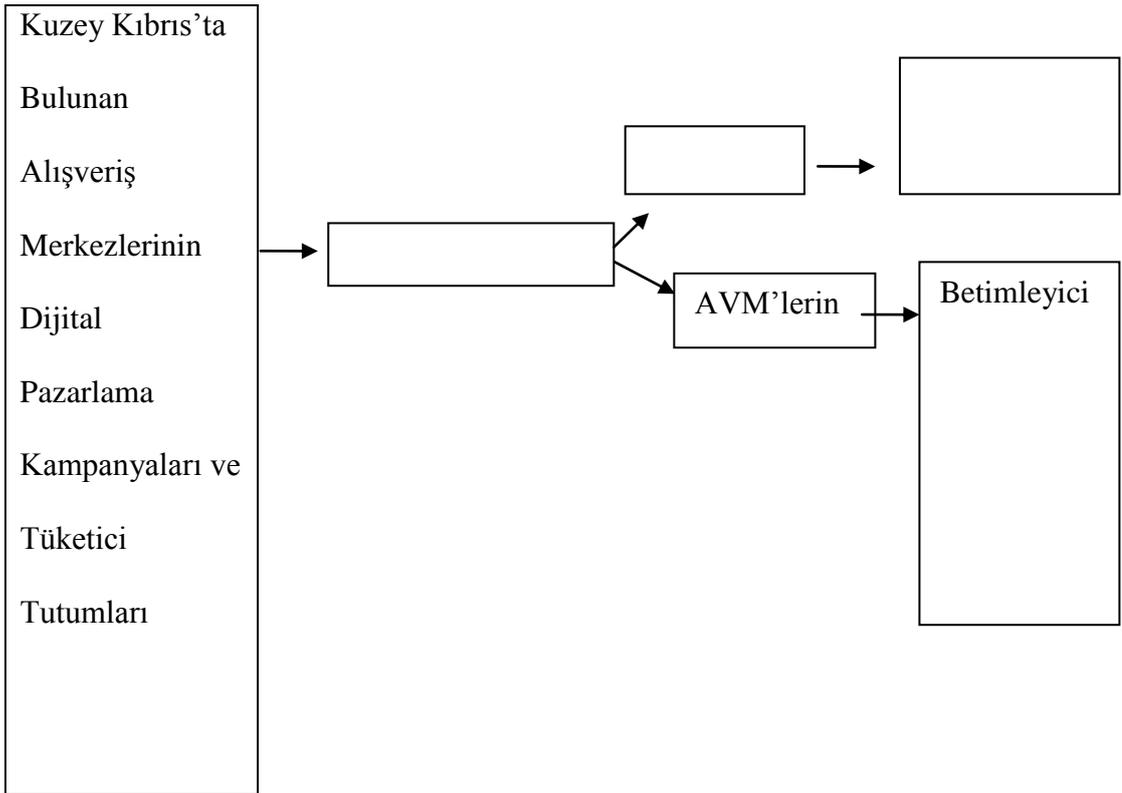 Kuzey Kıbrıs’ta
Bulunan
Alışveriş
Merkezlerinin
Dijital
Pazarlama
Kampanyaları ve
Tüketici
Tutumları
AVM’lerin
Betimleyici